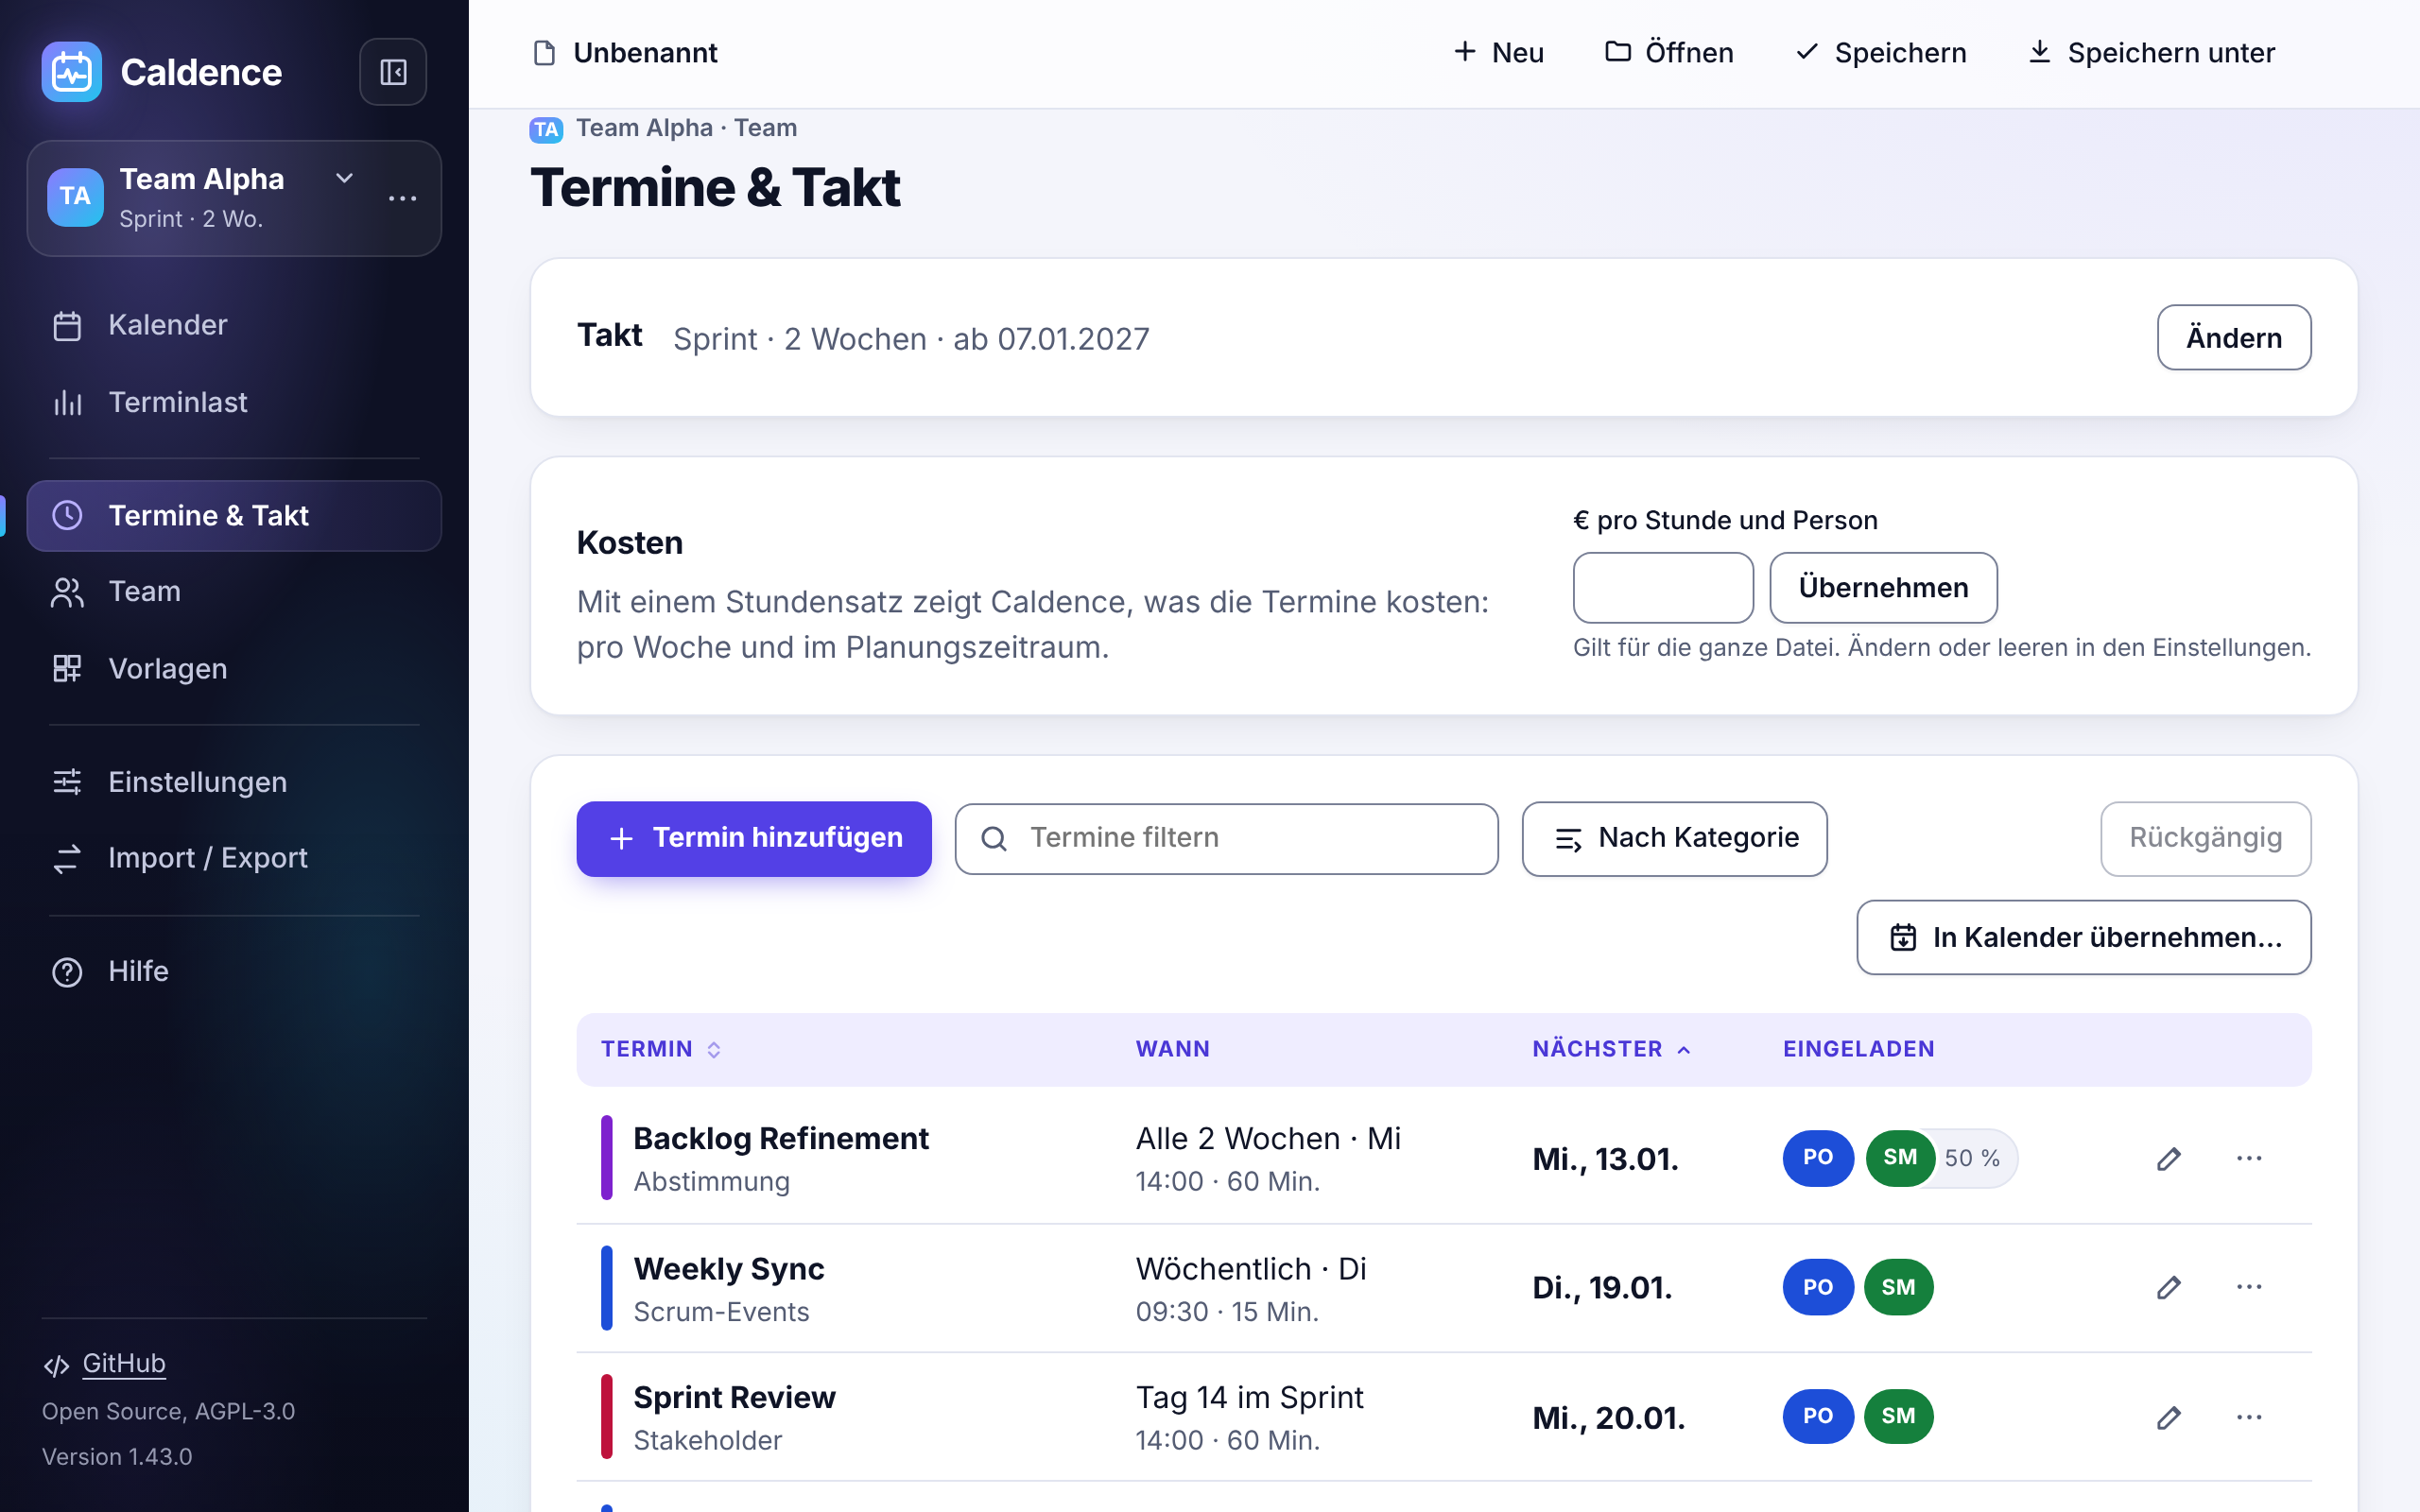 Caldence
TA
Team Alpha
Sprint · 2 Wo.
Kalender
Terminlast
Termine & Takt
Team
Vorlagen
Einstellungen
Import / Export
Hilfe
GitHub
Open Source, AGPL-3.0
Version 1.43.0
Unbenannt
Neu
Öffnen
Speichern
Speichern unter
TA Team Alpha · Team
Termine & Takt
Takt Sprint · 2 Wochen · ab 07.01.2027
Ändern
Kosten
Mit einem Stundensatz zeigt Caldence, was die Termine kosten:
pro Woche und im Planungszeitraum.
€ pro Stunde und Person
Übernehmen
Gilt für die ganze Datei. Ändern oder leeren in den Einstellungen.
Termin hinzufügen
Termine filtern
Nach Kategorie
Rückgängig
In Kalender übernehmen...
TERMIN WANN NÄCHSTER EINGELADEN
Backlog Refinement
Abstimmung
Alle 2 Wochen · Mi
14:00 · 60 Min.
Mi., 13.01.
PO SM 50 %
Weekly Sync
Scrum-Events
Wöchentlich · Di
09:30 · 15 Min.
Di., 19.01.
PO SM
Sprint Review
Stakeholder
Tag 14 im Sprint
14:00 · 60 Min.
Mi., 20.01.
PO SM